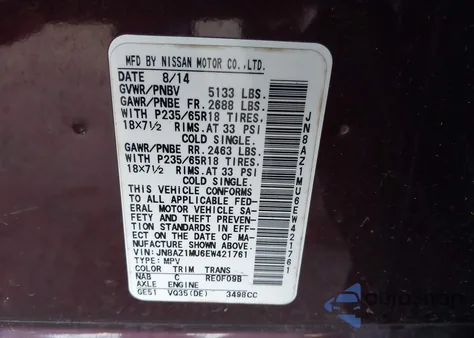 MFD BY NISSAN MOTOR CO.,LTD.
DATE 8/14
GVWR/PNBV 5133 LBS.
GAWR/PNBE FR. 2688 LBS.
WITH P235/65R18 TIRES,
18X7½ RIMS. AT 33 PSI
COLD SINGLE.
GAWR/PNBE RR. 2463 LBS.
WITH P235/65R18 TIRES,
18X7½ RIMS. AT 33 PSI
COLD SINGLE.
THIS VEHICLE CONFORMS
TO ALL APPLICABLE FED-
ERAL MOTOR VEHICLE SA-
FETY AND THEFT PREVEN-
TION STANDARDS IN EFF-
ECT ON THE DATE OF MA-
NUFACTURE SHOWN ABOVE.
VIN: JN8AZ1MU6EW421761
TYPE: MPV
COLOR TRIM TRANS
NAB C RE0F09B
AXLE ENGINE
GE51 VQ35(DE) 3498CC
JN8AZ1MU6EW421761
autoastat